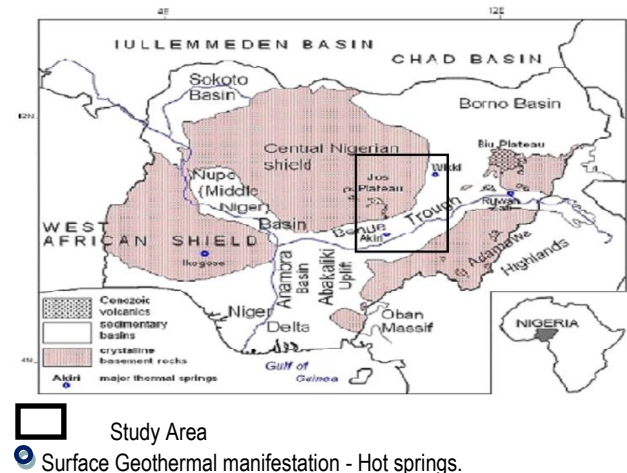 4E 12E
IULLEMMEDEN BASIN
CHAD BASIN
Sokoto
Basin
Borno Basin
12N
Central Nigerian
shield
Biu Plateau
Wikki
Jos
Plateau
Nupe
(Middle
Niger)
Basin
Benue Trough
Akiri
Ruwan
Zafi
WEST
AFRICAN SHIELD
Ikogosi
Adamawa
Highlands
Anambra
Basin
Abakaliki
Uplift
Cenozoic
volcanics
sedimentary
basins
crystalline
basement rocks
Akiri major thermal springs
Niger
Delta
Oban
Massif
NIGERIA
4N
Gulf of
Guinea
Study Area
Surface Geothermal manifestation - Hot springs.